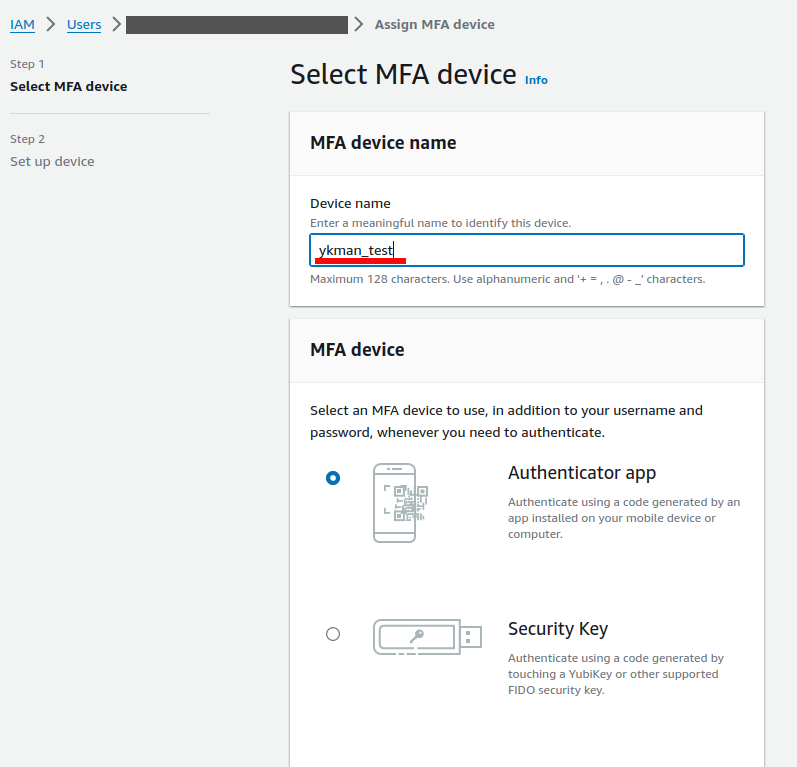 IAM > Users > > Assign MFA device
Step 1
Select MFA device
Step 2
Set up device
Select MFA device Info
MFA device name
Device name
Enter a meaningful name to identify this device.
ykman_test
Maximum 128 characters. Use alphanumeric and '+ = , . @ - _' characters.
MFA device
Select an MFA device to use, in addition to your username and
password, whenever you need to authenticate.
Authenticator app
Authenticate using a code generated by an
app installed on your mobile device or
computer.
Security Key
Authenticate using a code generated by
touching a YubiKey or other supported
FIDO security key.